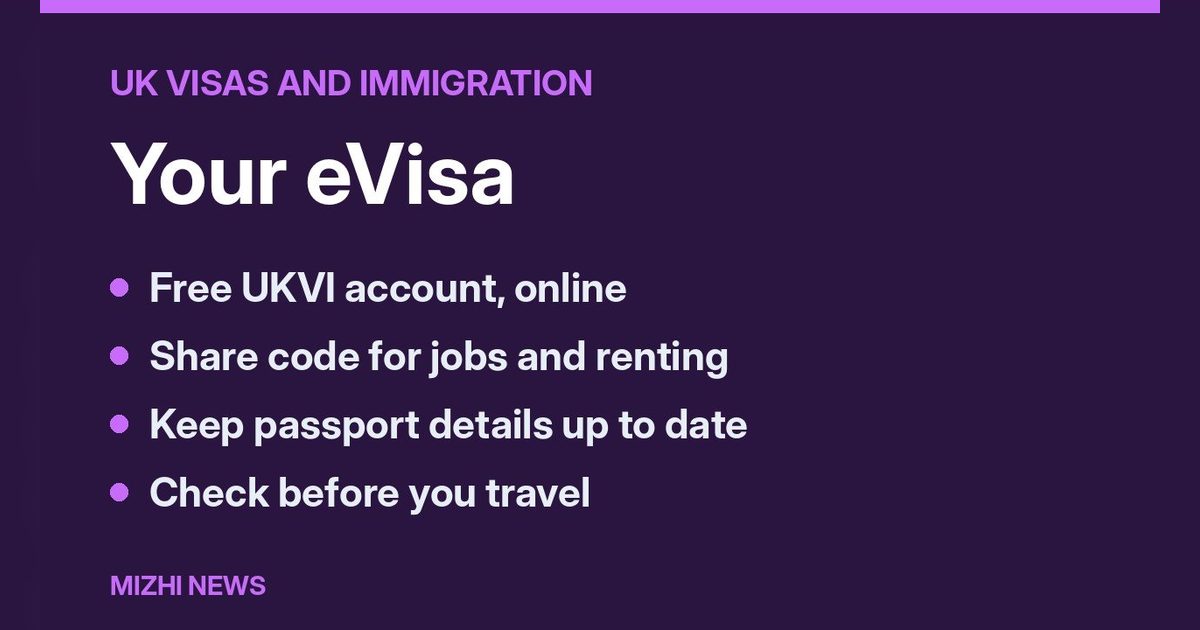 UK VISAS AND IMMIGRATION
Your eVisa
Free UKVI account, online
Share code for jobs and renting
Keep passport details up to date
Check before you travel
MIZHI NEWS